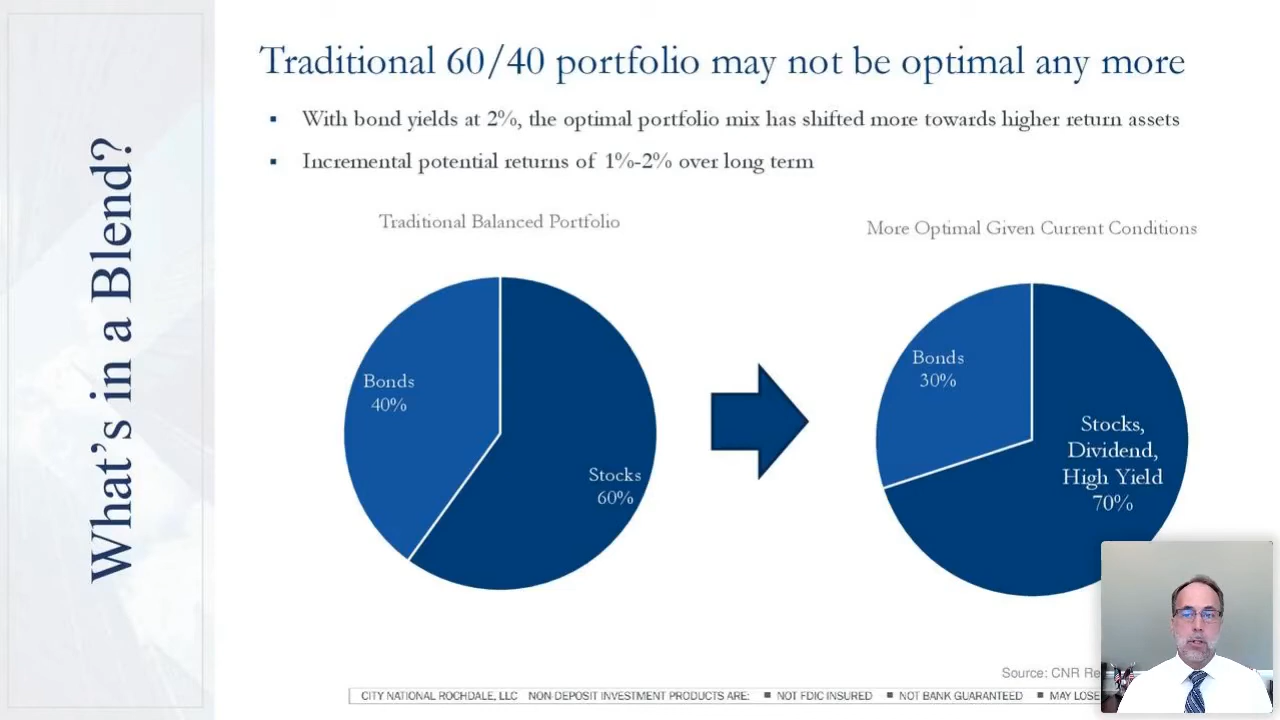 What's in a Blend?
Traditional 60/40 portfolio may not be optimal any more
▪ With bond yields at 2%, the optimal portfolio mix has shifted more towards higher return assets
▪ Incremental potential returns of 1%-2% over long term
Traditional Balanced Portfolio
Bonds
40%
Stocks
60%
More Optimal Given Current Conditions
Bonds
30%
Stocks,
Dividend,
High Yield
70%
Source: CNR
CITY NATIONAL ROCHDALE, LLC NON-DEPOSIT INVESTMENT PRODUCTS ARE: ■ NOT FDIC INSURED ■ NOT BANK GUARANTEED ■ MAY LOSE